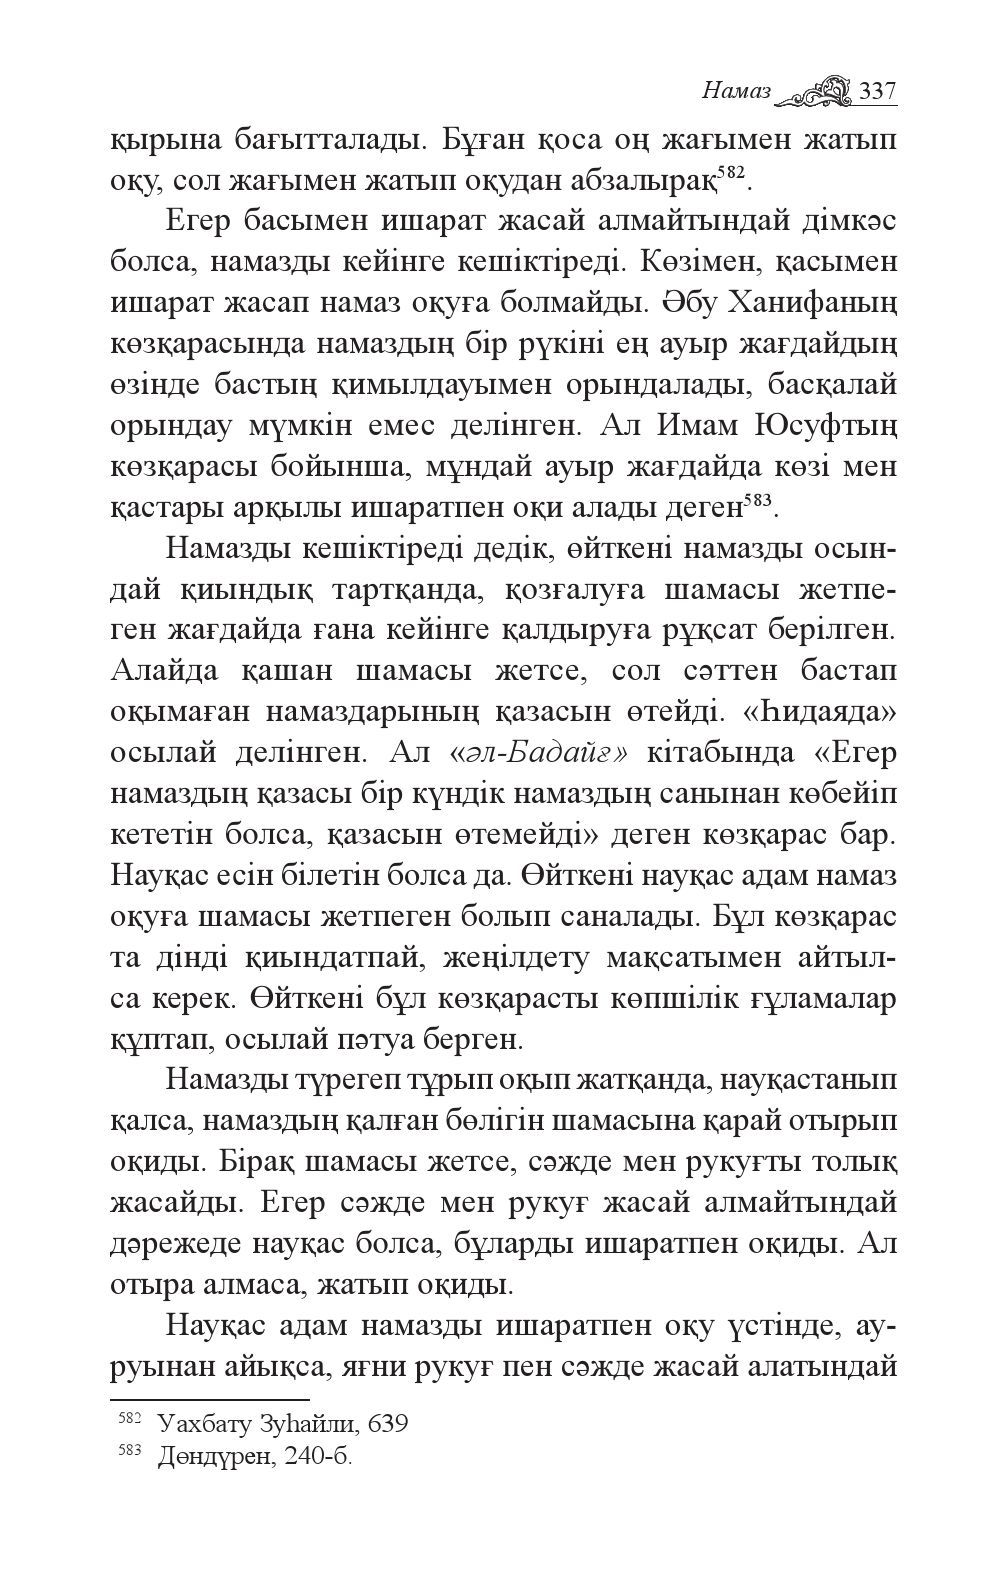 Намаз 337
қырына бағытталады. Бұған қоса оң жағымен жатып
оқу, сол жағымен жатып оқудан абзалырақ582.
Егер басымен ишарат жасай алмайтындай дімкәс
болса, намазды кейінге кешіктіреді. Көзімен, қасымен
ишарат жасап намаз оқуға болмайды. Әбу Ханифаның
көзқарасында намаздың бір рүкіні ең ауыр жағдайдың
өзінде бастың қимылдауымен орындалады, басқалай
орындау мүмкін емес делінген. Ал Имам Юсуфтың
көзқарасы бойынша, мұндай ауыр жағдайда көзі мен
қастары арқылы ишаратпен оқи алады деген583.
Намазды кешіктіреді дедік, өйткені намазды осын-
дай қиындық тартқанда, қозғалуға шамасы жетпе-
ген жағдайда ғана кейінге қалдыруға рұқсат берілген.
Алайда қашан шамасы жетсе, сол сәттен бастап
оқымаған намаздарының қазасын өтейді. «Һидаяда»
осылай делінген. Ал «әл-Бадайғ» кітабында «Егер
намаздың қазасы бір күндік намаздың санынан көбейіп
кететін болса, қазасын өтемейді» деген көзқарас бар.
Науқас есін білетін болса да. Өйткені науқас адам намаз
оқуға шамасы жетпеген болып саналады. Бұл көзқарас
та дінді қиындатпай, жеңілдету мақсатымен айтыл-
са керек. Өйткені бұл көзқарасты көпшілік ғұламалар
құптап, осылай пәтуа берген.
Намазды түрегеп тұрып оқып жатқанда, науқастанып
қалса, намаздың қалған бөлігін шамасына қарай отырып
оқиды. Бірақ шамасы жетсе, сәжде мен рукуғты толық
жасайды. Егер сәжде мен рукуғ жасай алмайтындай
дәрежеде науқас болса, бұларды ишаратпен оқиды. Ал
отыра алмаса, жатып оқиды.
Науқас адам намазды ишаратпен оқу үстінде, ау-
руынан айықса, яғни рукуғ пен сәжде жасай алатындай
582 Уахбату Зуһайли, 639
583 Дөндүрен, 240-б.